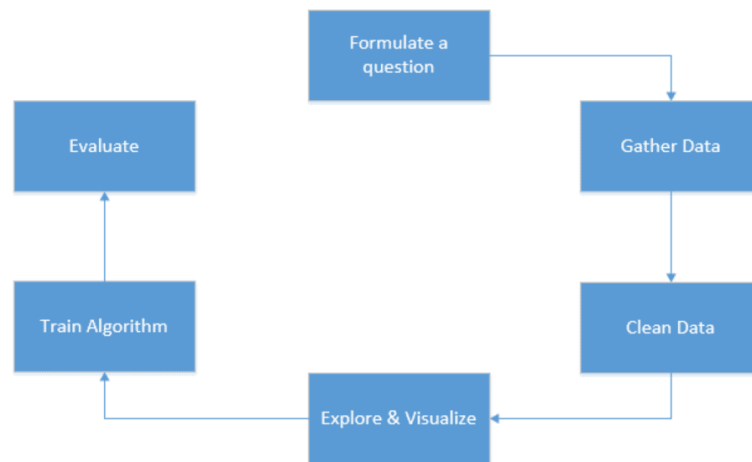 Formulate a
question
Gather Data
Clean Data
Explore & Visualize
Train Algorithm
Evaluate